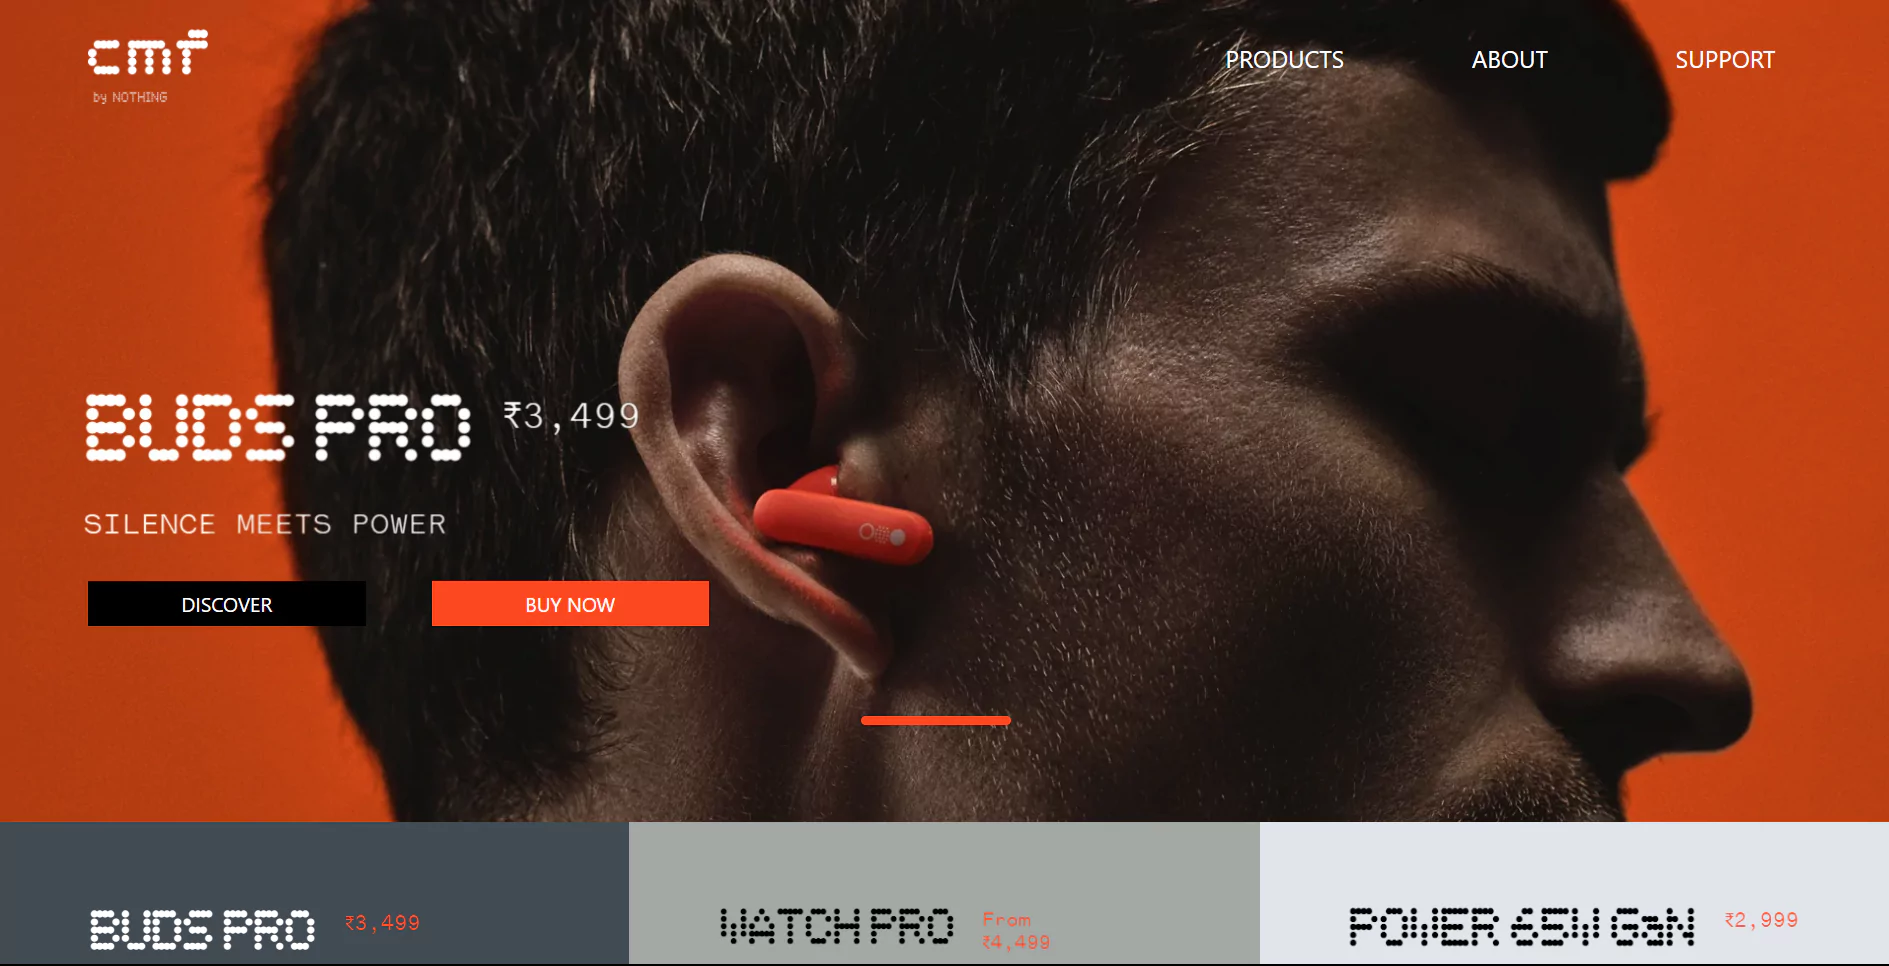 cmf
by NOTHING
PRODUCTS
ABOUT
SUPPORT
BUDS PRO ₹3,499
SILENCE MEETS POWER
DISCOVER
BUY NOW
BUDS PRO ₹3,499
WATCH PRO From
₹4,499
POWER 65W GaN ₹2,999